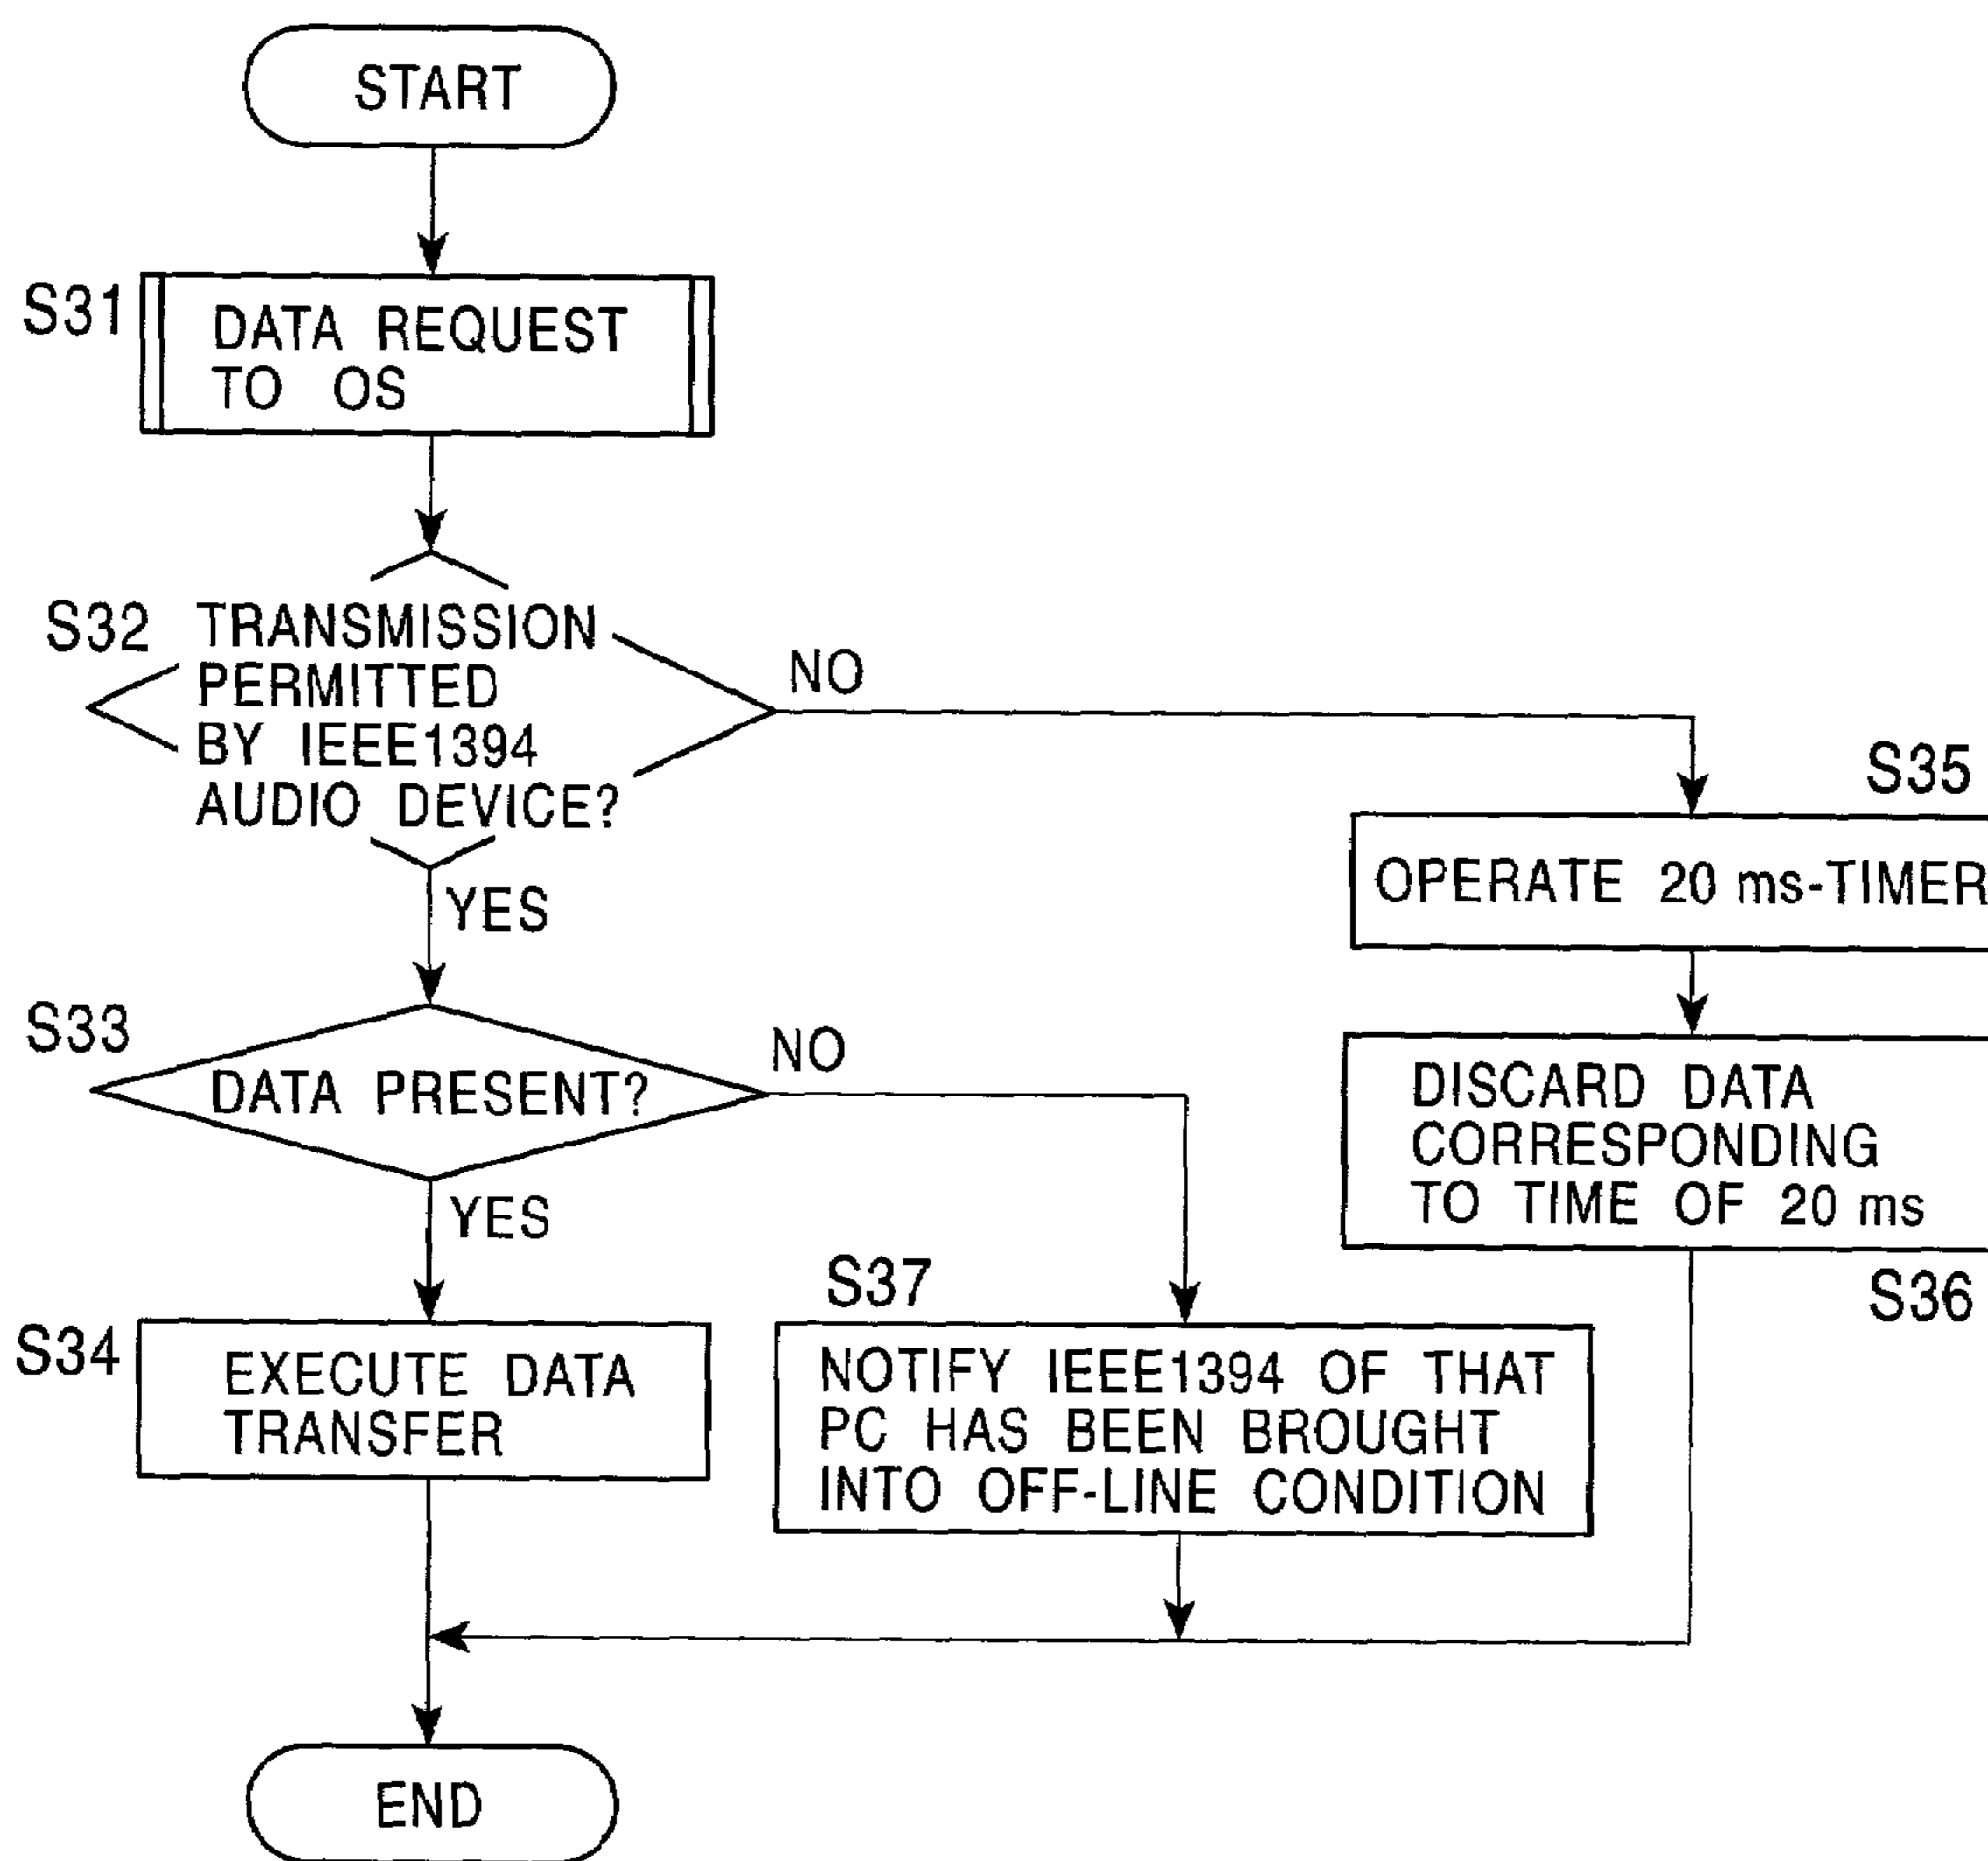 START
S31
DATA REQUEST
TO OS
S32
TRANSMISSION
PERMITTED
BY IEEE1394
AUDIO DEVICE?
NO
YES
S35
OPERATE 20 ms-TIMER
S33
DATA PRESENT?
NO
YES
DISCARD DATA
CORRESPONDING
TO TIME OF 20 ms
S36
S34
EXECUTE DATA
TRANSFER
S37
NOTIFY IEEE1394 OF THAT
PC HAS BEEN BROUGHT
INTO OFF-LINE CONDITION
END